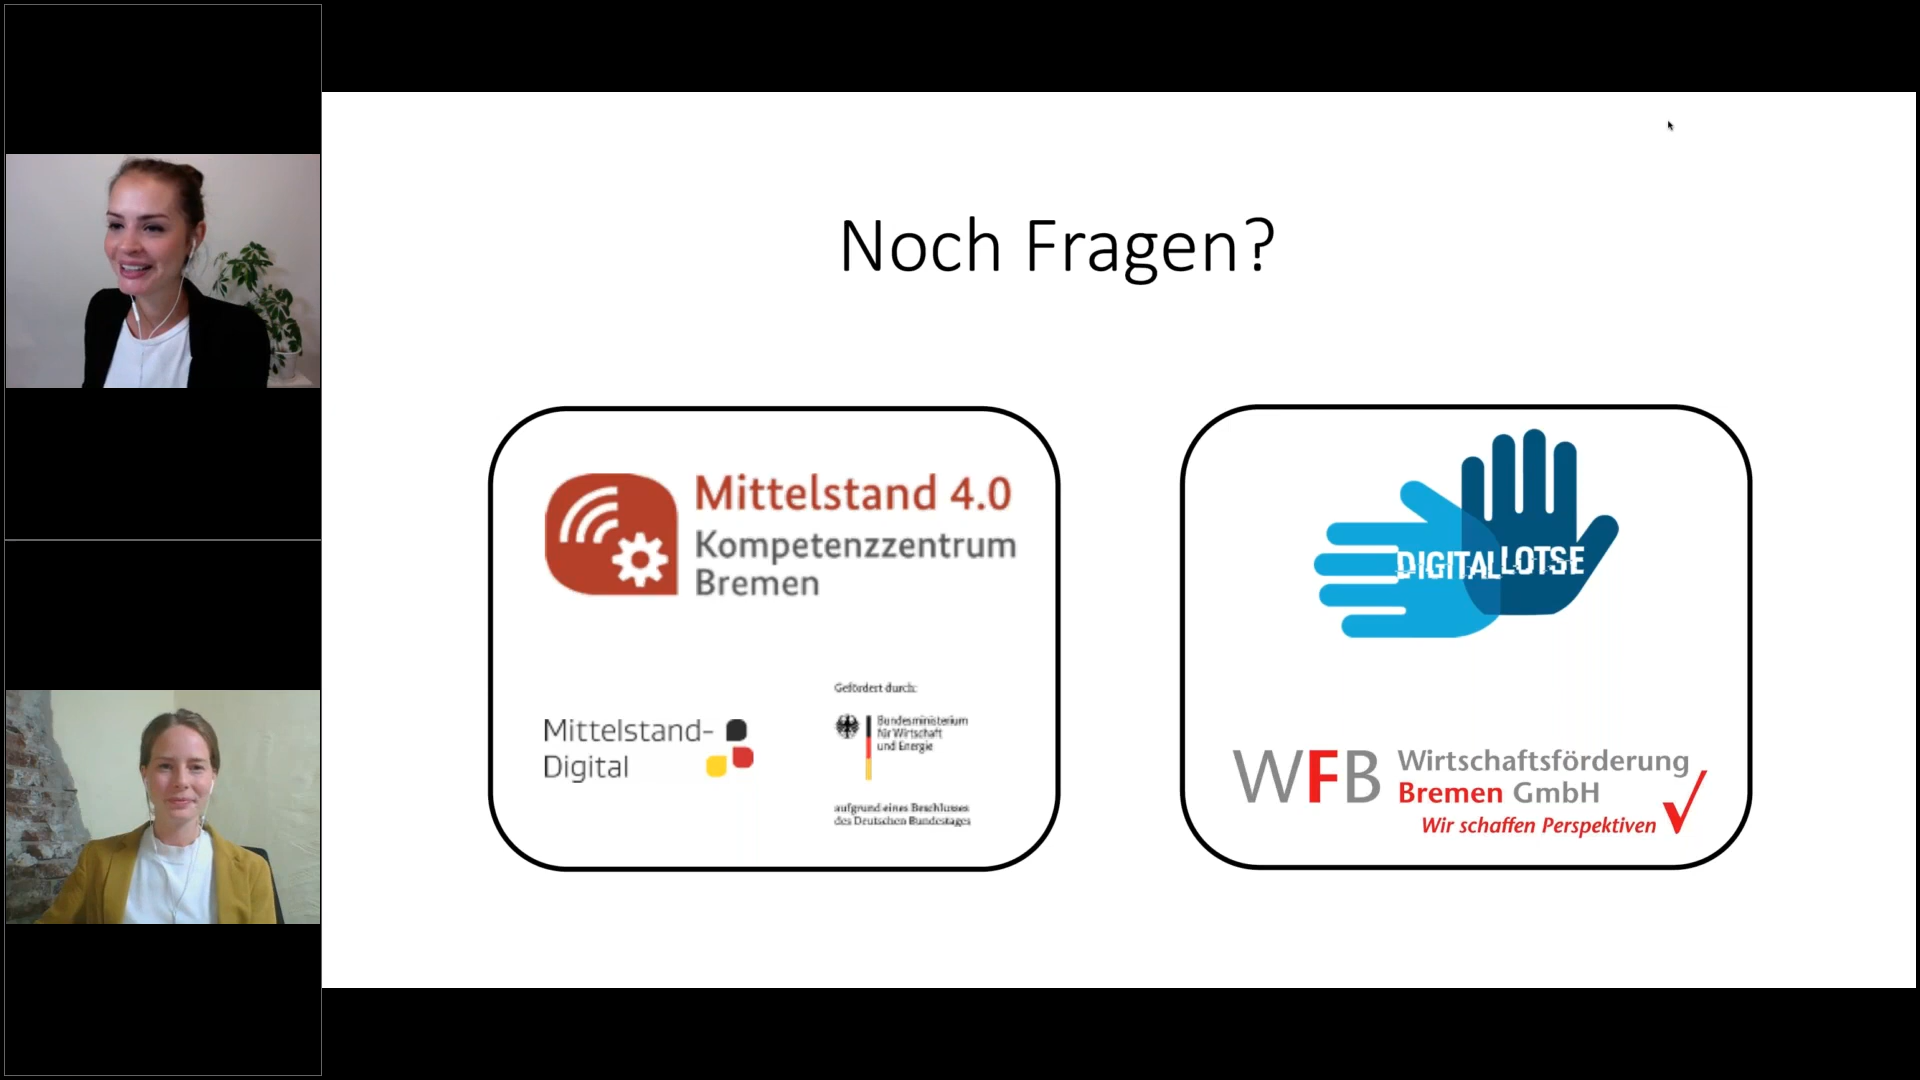 Noch Fragen?
Mittelstand 4.0
Kompetenzzentrum
Bremen
Mittelstand-
Digital
Gefördert durch:
Bundesministerium
für Wirtschaft
und Energie
aufgrund eines Beschlusses
des Deutschen Bundestages
DIGITALLOTSE
WFB
Wirtschaftsförderung
Bremen GmbH
Wir schaffen Perspektiven